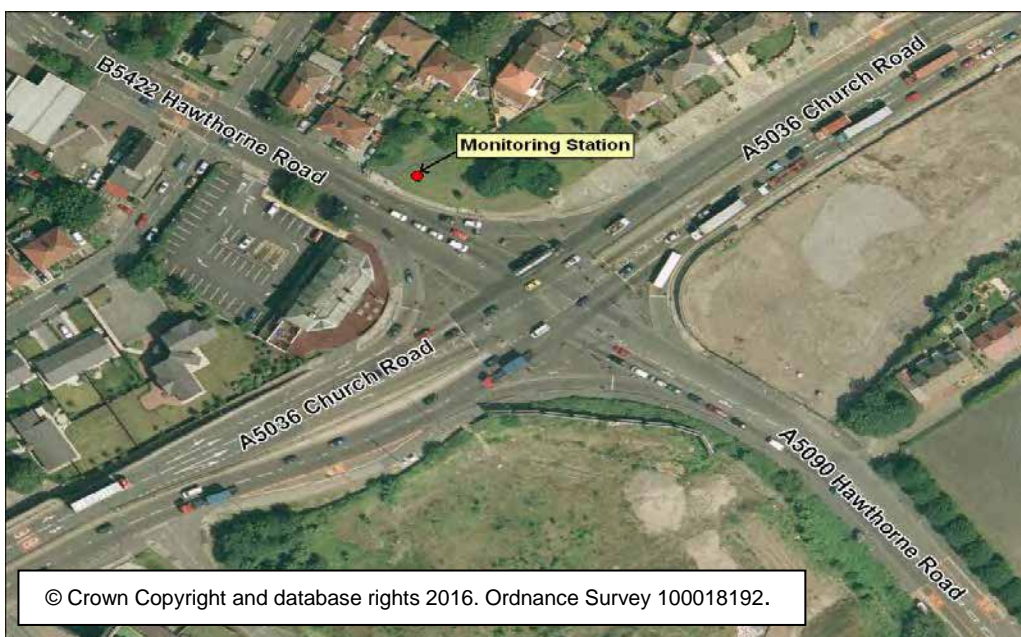 B5422 Hawthorne Road
Monitoring Station
A5036 Church Road
A5036 Church Road
A5090 Hawthorne Road
© Crown Copyright and database rights 2016. Ordnance Survey 100018192.